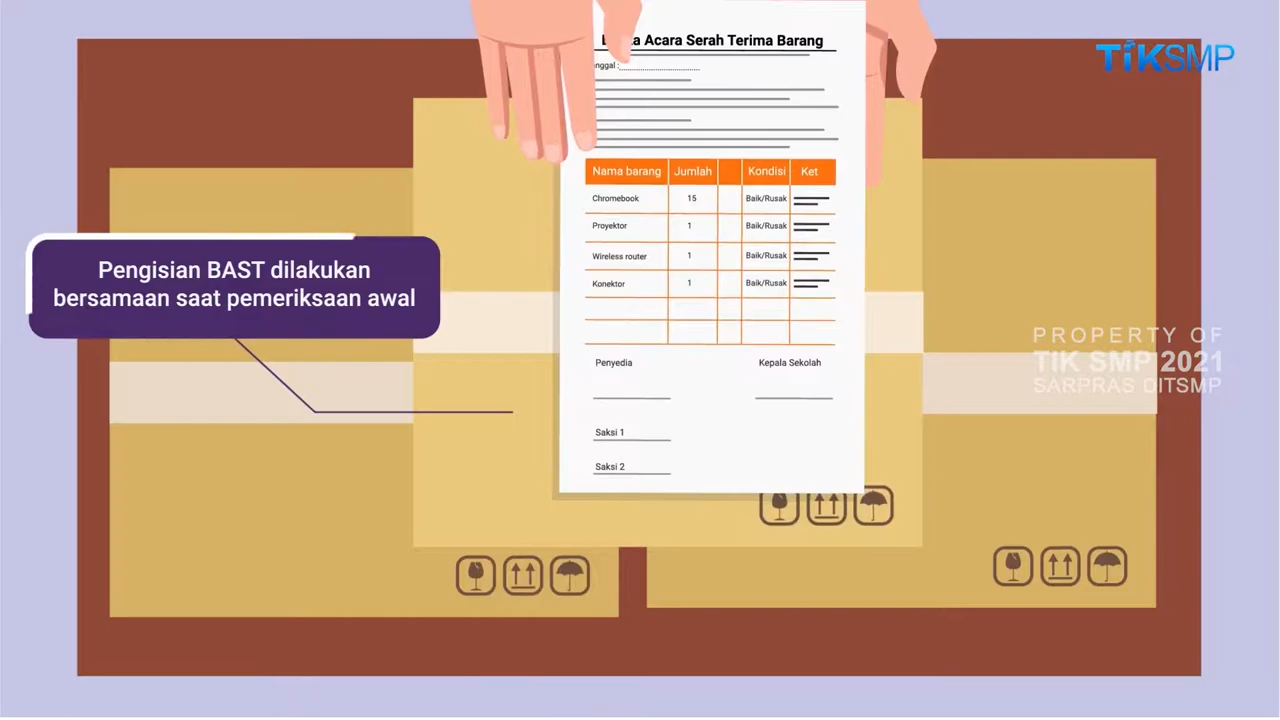 Acara Serah Terima Barang
TIKSMP
Nama barang Jumlah Kondisi Ket
Chromebook 15 Baik/Rusak
Proyektor 1 Baik/Rusak
Wireless router 1 Baik/Rusak
Konektor 1 Baik/Rusak
Pengisian BAST dilakukan
bersamaan saat pemeriksaan awal
PROPERTY OF
TIK SMP 2021
SARPRAS DITSMP
Penyedia Kepala Sekolah
Saksi 1
Saksi 2